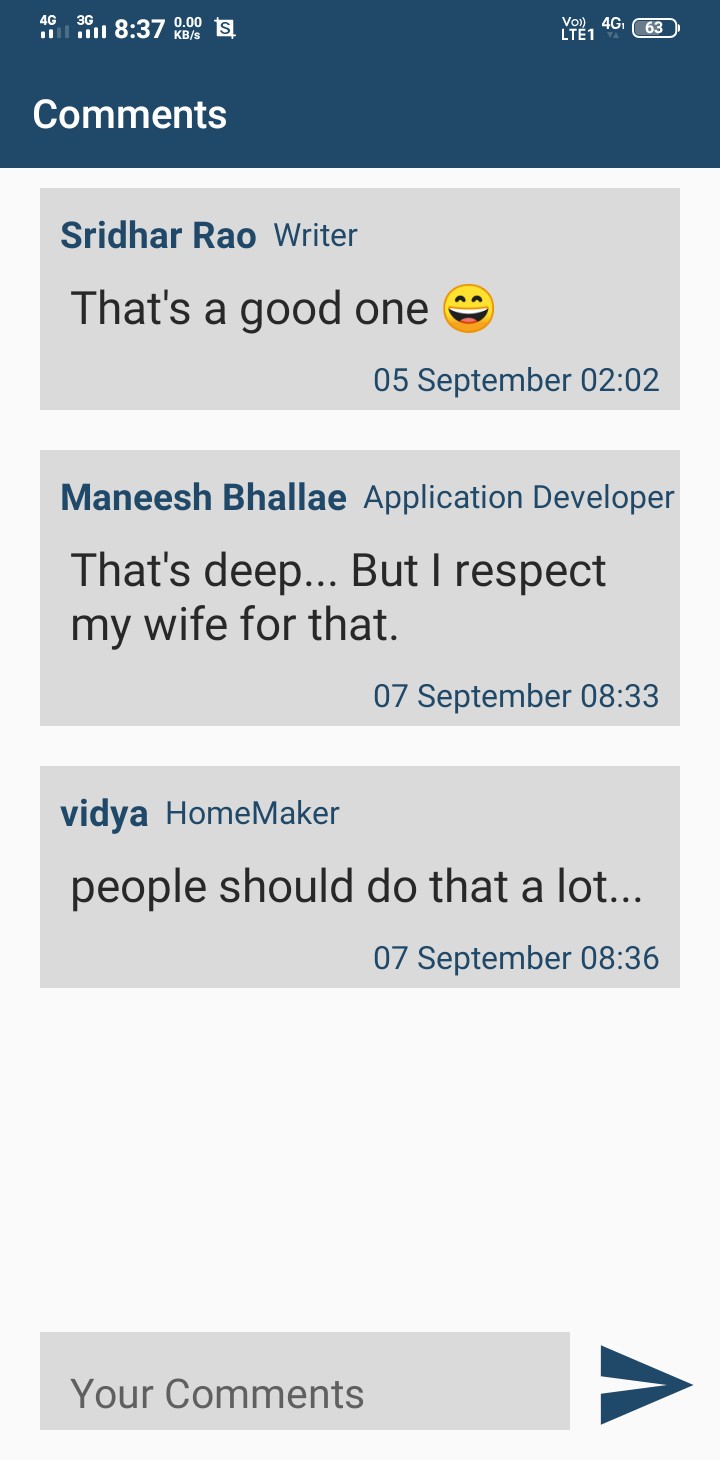 4G 3G 8:37 0.00 KB/s S Vo)) LTE1 4G 63
Comments
Sridhar Rao Writer
That's a good one 😄
05 September 02:02
Maneesh Bhallae Application Developer
That's deep... But I respect
my wife for that.
07 September 08:33
vidya HomeMaker
people should do that a lot...
07 September 08:36
Your Comments